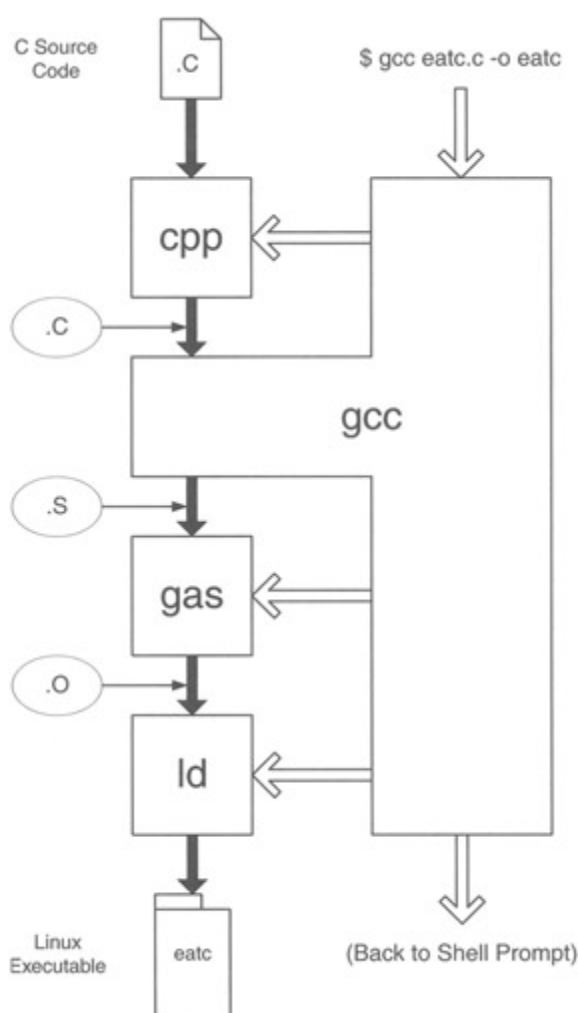 C Source
Code
.C
$ gcc eatc.c -o eatc
cpp
.C
gcc
.S
gas
.O
ld
Linux
Executable
eatc
(Back to Shell Prompt)